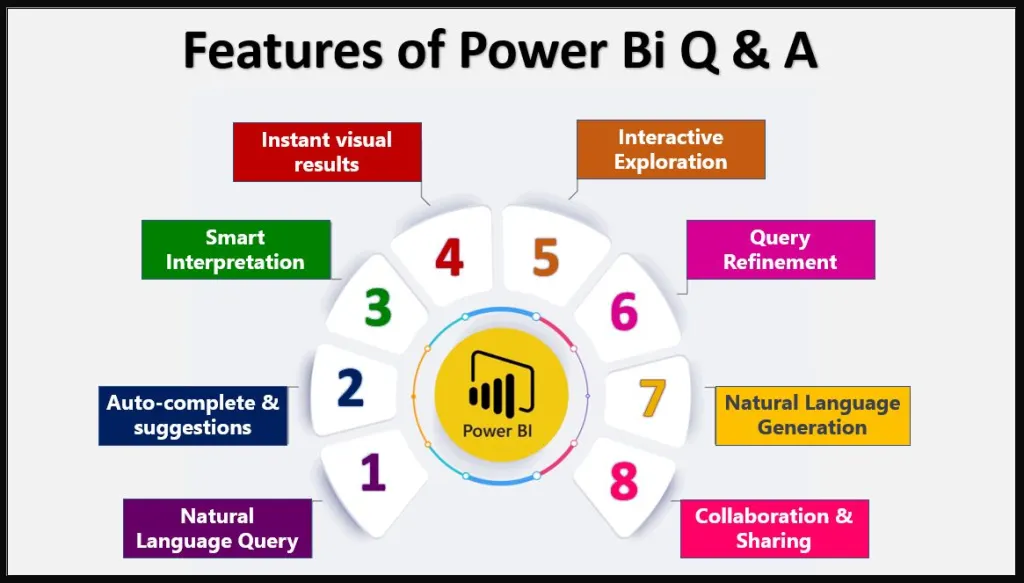 Features of Power Bi Q & A
Instant visual
results
Interactive
Exploration
Smart
Interpretation
Query
Refinement
Auto-complete &
suggestions
Natural Language
Generation
Natural
Language Query
Collaboration &
Sharing
4
5
3
6
2
7
1
8
Power BI